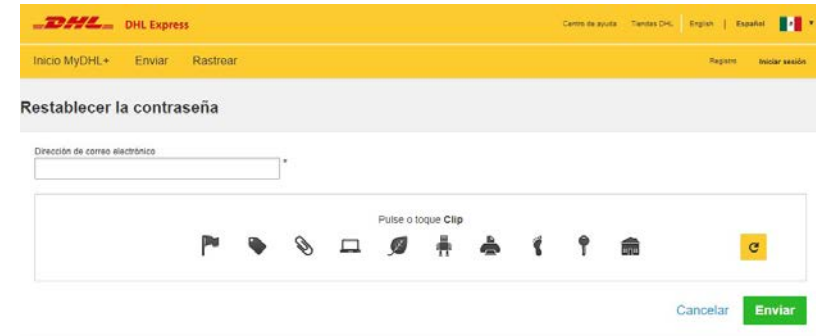 DHL DHL Express Centro de ayuda Tiendas DHL English | Español
Inicio MyDHL+ Enviar Rastrear Registro Iniciar sesión
Restablecer la contraseña
Dirección de correo electrónico
*
Pulse o toque Clip
Cancelar Enviar